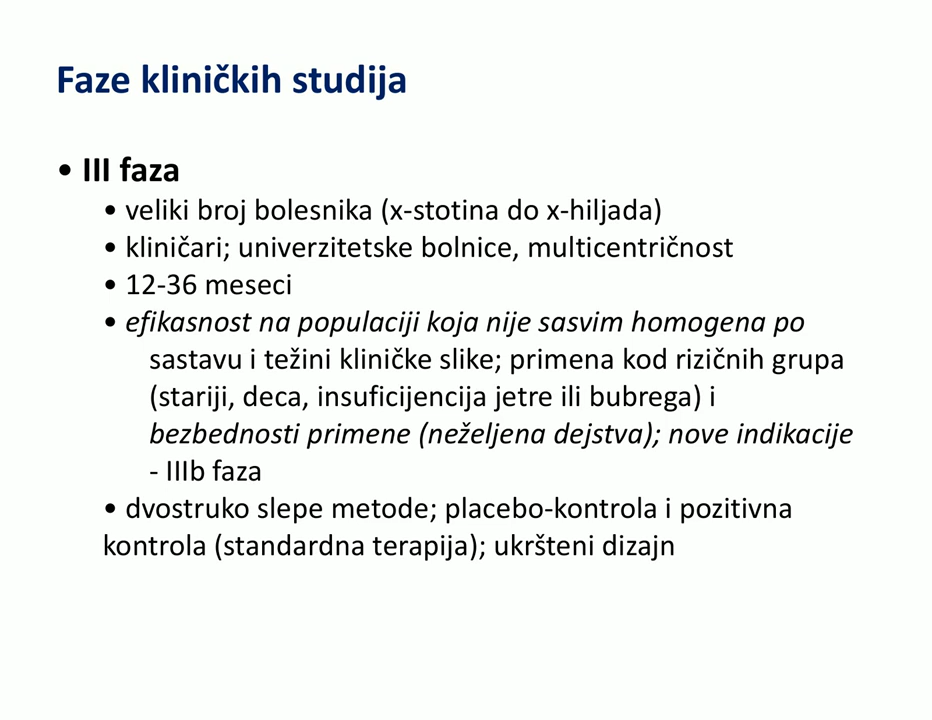 Faze kliničkih studija
• III faza
• veliki broj bolesnika (x-stotina do x-hiljada)
• kliničari; univerzitetske bolnice, multicentričnost
• 12-36 meseci
• efikasnost na populaciji koja nije sasvim homogena po
sastavu i težini kliničke slike; primena kod rizičnih grupa
(stariji, deca, insuficijencija jetre ili bubrega) i
bezbednosti primene (neželjena dejstva); nove indikacije
- IIIb faza
• dvostruko slepe metode; placebo-kontrola i pozitivna
kontrola (standardna terapija); ukršteni dizajn